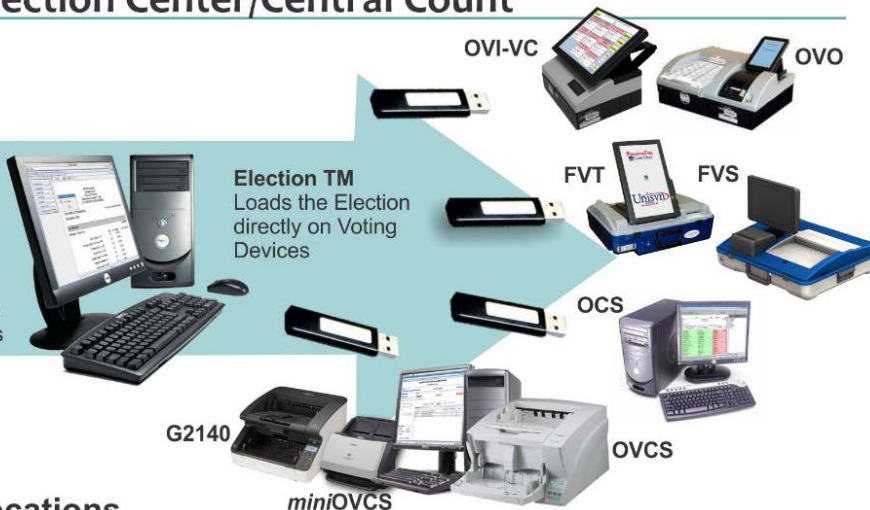 ection Center/Central Count
OVI-VC
OVO
Election TM
Loads the Election
directly on Voting
Devices
FVT
FVS
Unisyn
OCS
s
G2140
OVCS
miniOVCS
ocations